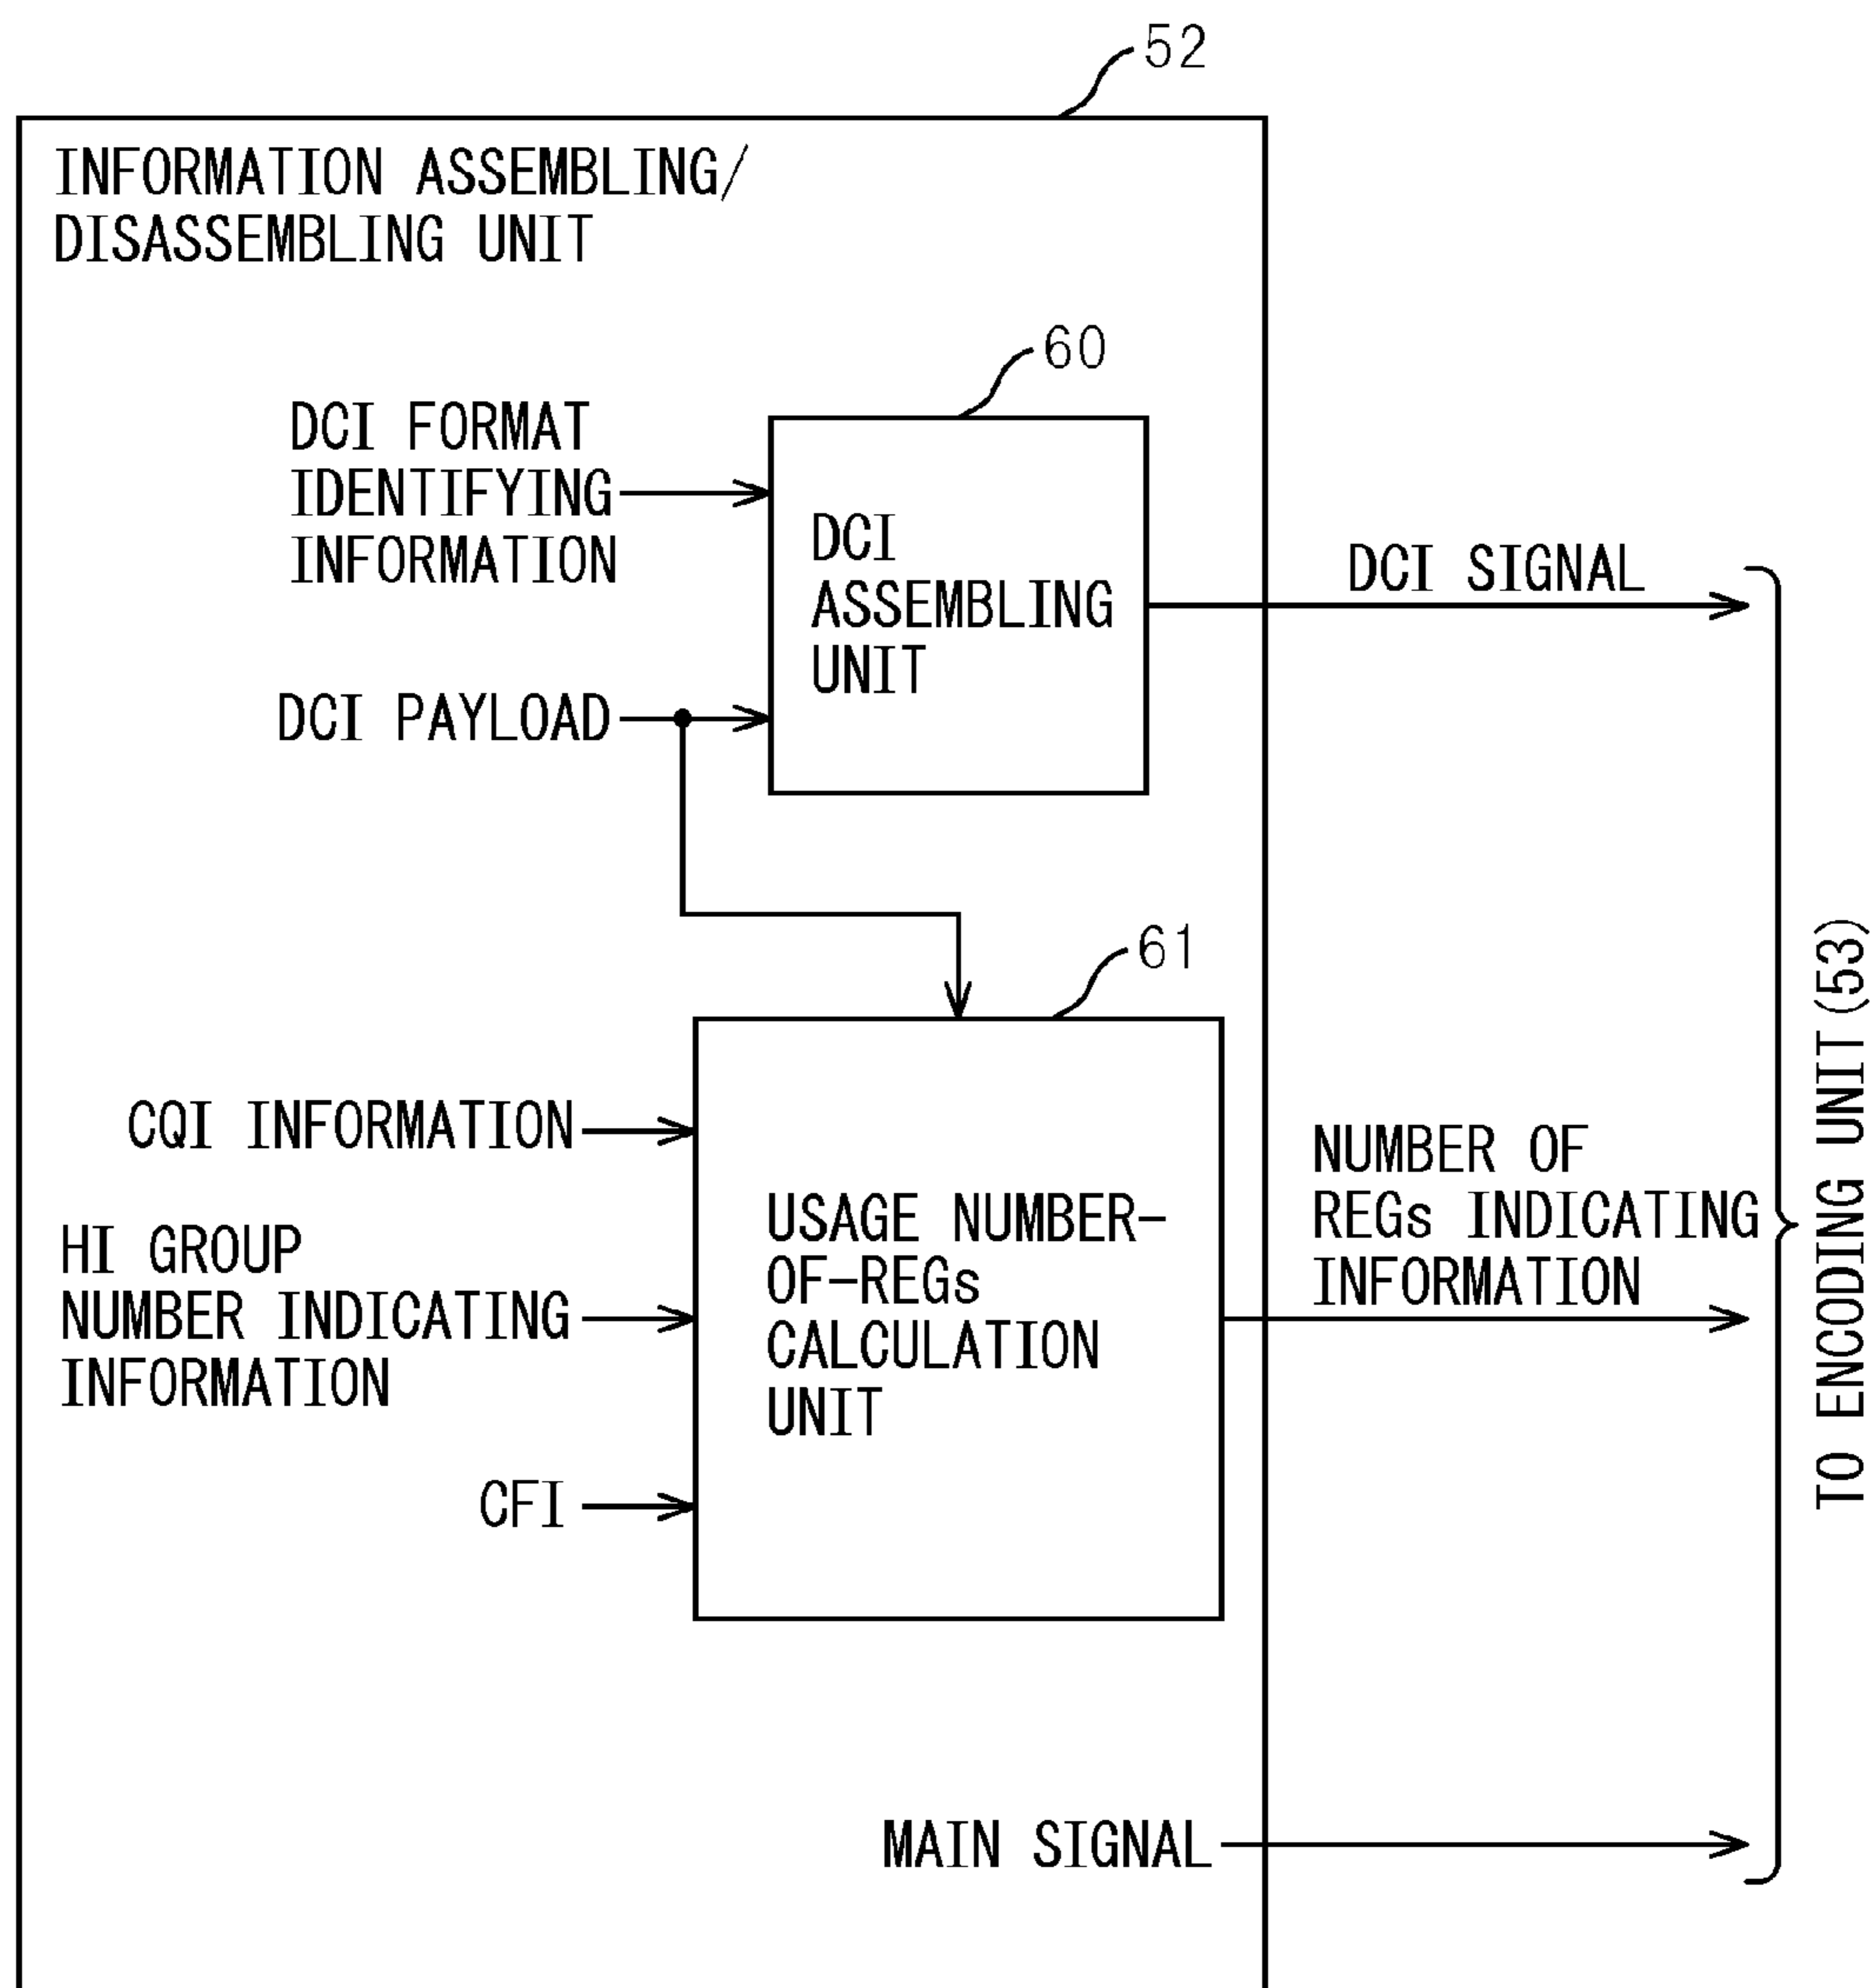 52
INFORMATION ASSEMBLING/
DISASSEMBLING UNIT
60
DCI FORMAT
IDENTIFYING
INFORMATION
DCI
ASSEMBLING
UNIT
DCI SIGNAL
DCI PAYLOAD
61
CQI INFORMATION
HI GROUP
NUMBER INDICATING
INFORMATION
CFI
USAGE NUMBER-
OF-REGs
CALCULATION
UNIT
NUMBER OF
REGs INDICATING
INFORMATION
MAIN SIGNAL
TO ENCODING UNIT(53)